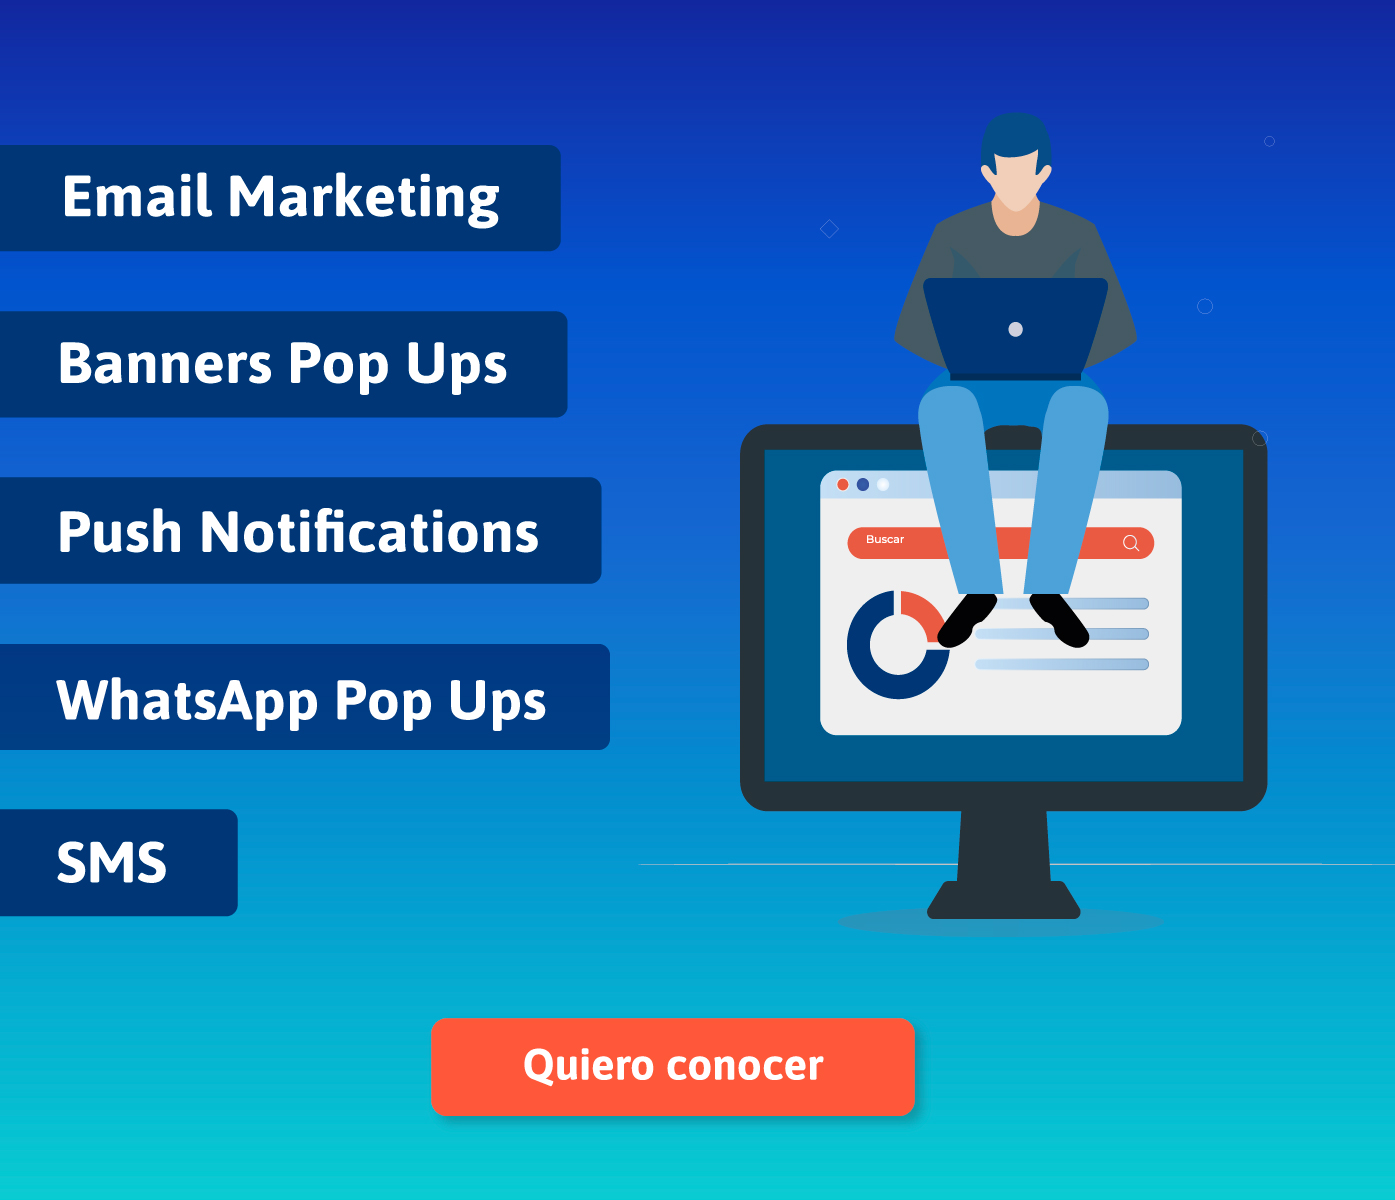 Email Marketing
Banners Pop Ups
Push Notifications
WhatsApp Pop Ups
SMS
Buscar
Quiero conocer